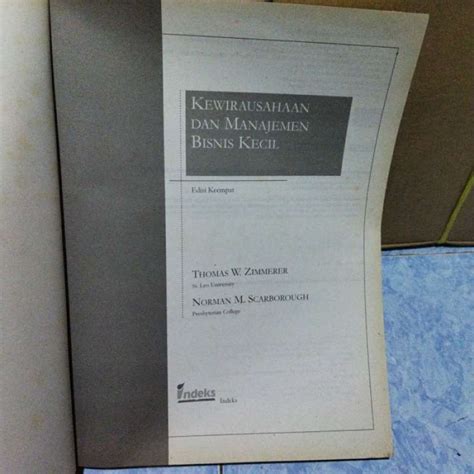 KEWIRAUSAHAAN
DAN MANAJEMEN
BISNIS KECIL
Edisi Keempat
THOMAS W. ZIMMERER
St. Leo University
NORMAN M. SCARBOROUGH
Presbyterian College
indeks
Indeks